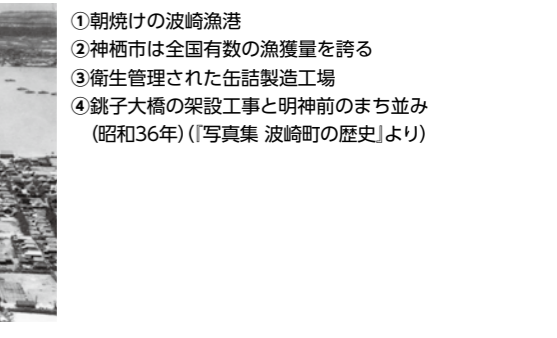 ①朝焼けの波崎漁港
②神栖市は全国有数の漁獲量を誇る
③衛生管理された缶詰製造工場
④銚子大橋の架設工事と明神前のまち並み
(昭和36年)(『写真集 波崎町の歴史』より)